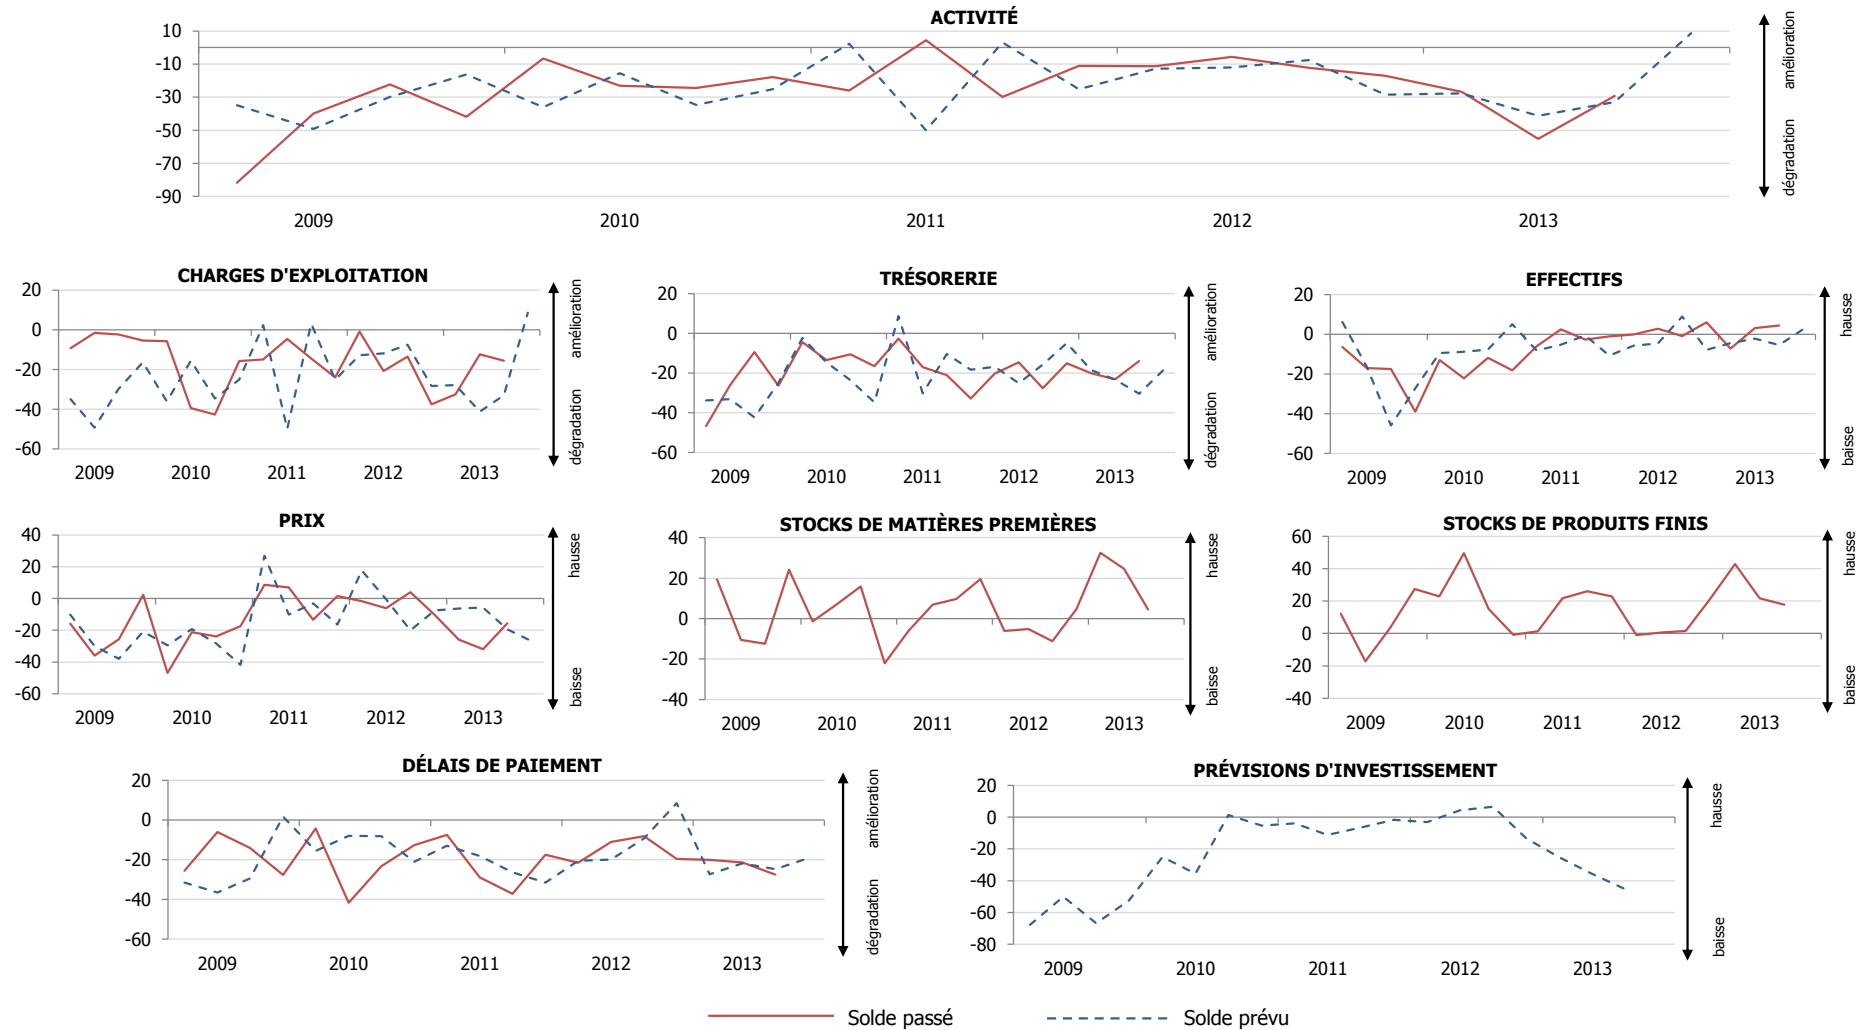 ACTIVITÉ
10
-10
-30
-50
-70
-90
2009 2010 2011 2012 2013
amélioration
dégradation
CHARGES D'EXPLOITATION
20
0
-20
-40
-60
2009 2010 2011 2012 2013
amélioration
dégradation
TRÉSORERIE
20
0
-20
-40
-60
2009 2010 2011 2012 2013
amélioration
dégradation
EFFECTIFS
20
0
-20
-40
-60
2009 2010 2011 2012 2013
hausse
baisse
PRIX
40
20
0
-20
-40
-60
2009 2010 2011 2012 2013
hausse
baisse
STOCKS DE MATIÈRES PREMIÈRES
40
20
0
-20
-40
2009 2010 2011 2012 2013
hausse
baisse
STOCKS DE PRODUITS FINIS
60
40
20
0
-20
-40
2009 2010 2011 2012 2013
hausse
baisse
DÉLAIS DE PAIEMENT
20
0
-20
-40
-60
2009 2010 2011 2012 2013
amélioration
dégradation
PRÉVISIONS D'INVESTISSEMENT
20
0
-20
-40
-60
-80
2009 2010 2011 2012 2013
hausse
baisse
Solde passé
Solde prévu